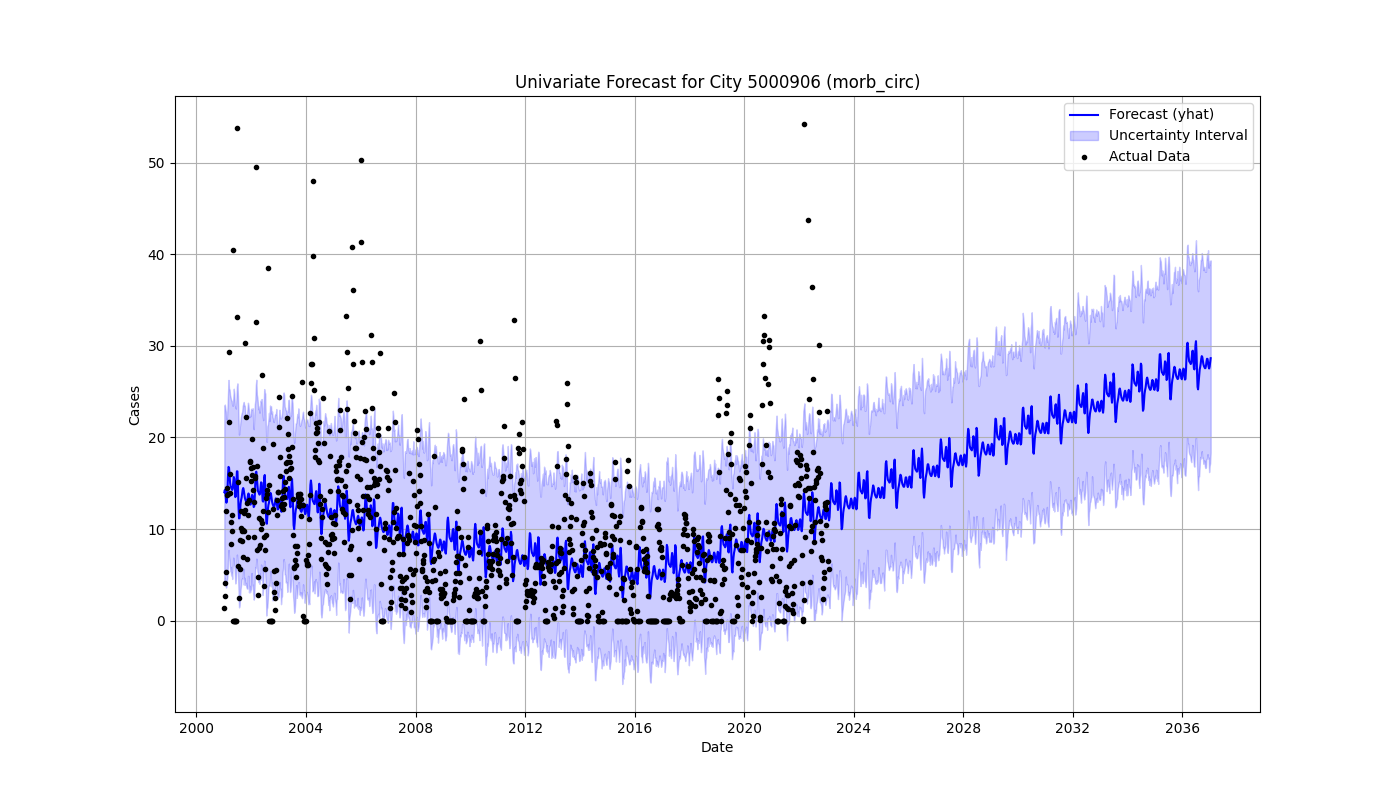 Univariate Forecast for City 5000906 (morb_circ)
Forecast (yhat)
Uncertainty Interval
Actual Data
Cases
50
40
30
20
10
0
2000 2004 2008 2012 2016 2020 2024 2028 2032 2036
Date